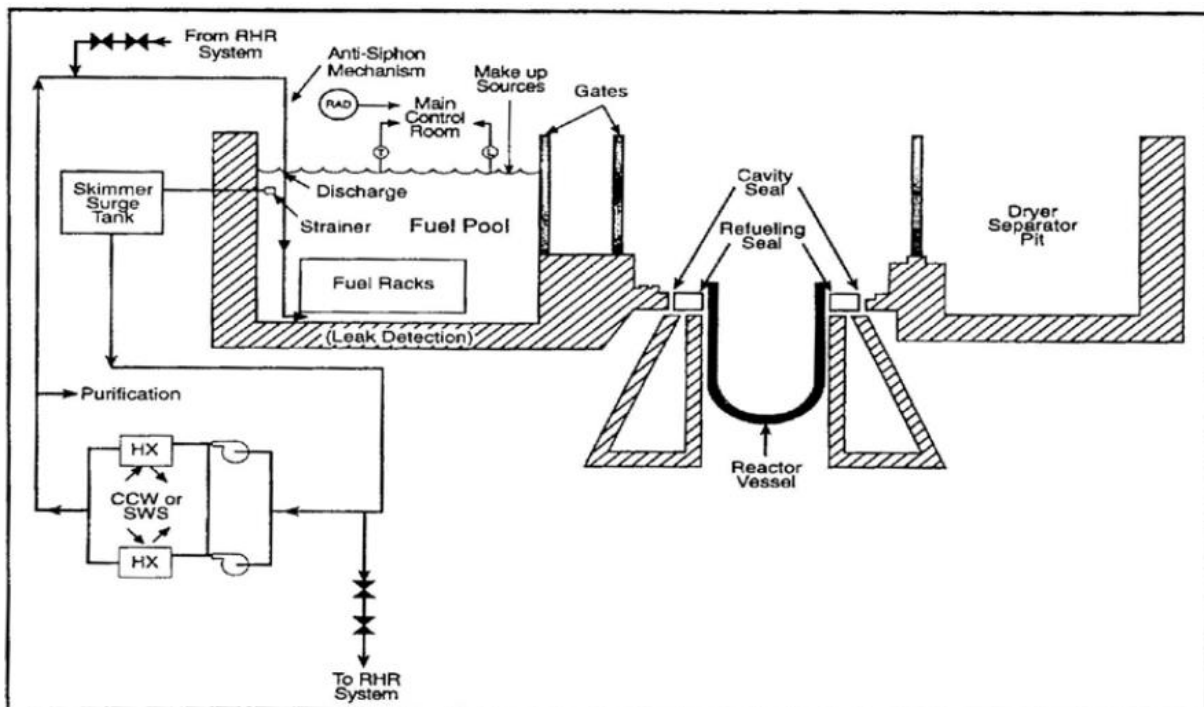 From RHR
System
Anti-Siphon
Mechanism
RAD
Main
Control
Room
Make up
Sources
Gates
T
L
Skimmer
Surge
Tank
Discharge
Strainer
Fuel Pool
Cavity
Seal
Refueling
Seal
Dryer
Separator
Pit
Fuel Racks
(Leak Detection)
Purification
HX
CCW or
SWS
HX
Reactor
Vessel
To RHR
System